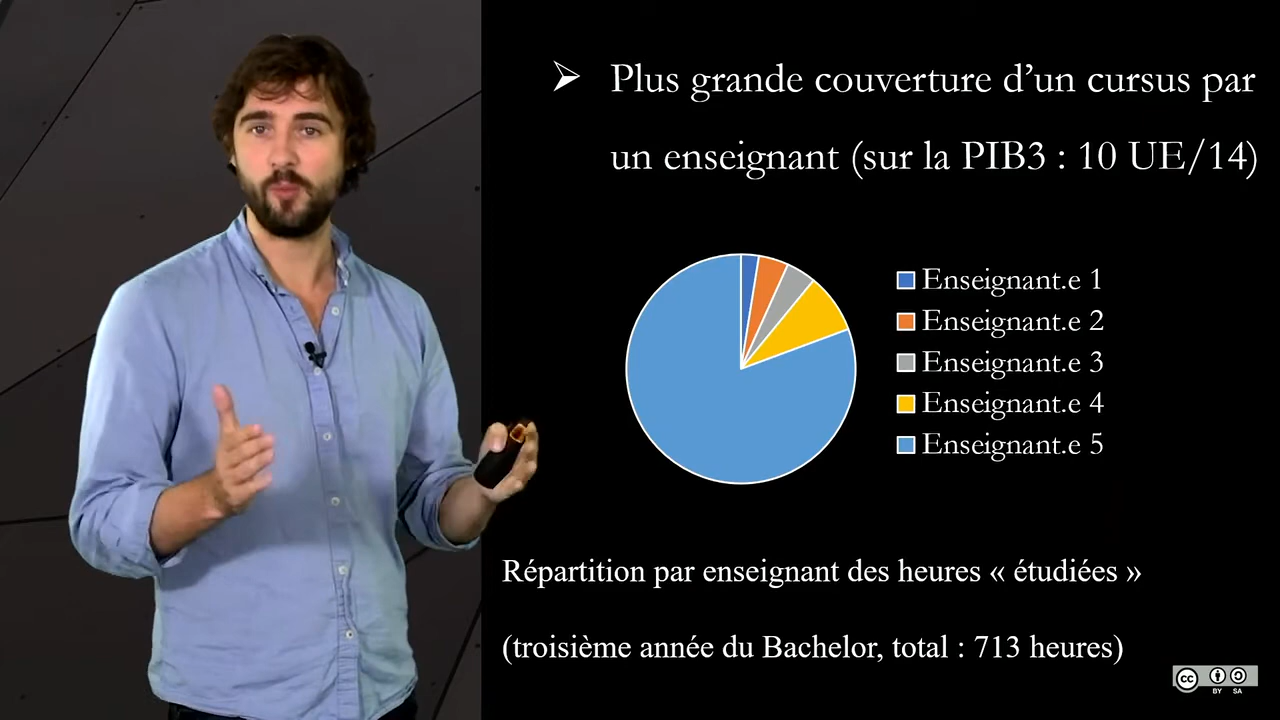 Plus grande couverture d’un cursus par
un enseignant (sur la PIB3 : 10 UE/14)
Enseignant.e 1
Enseignant.e 2
Enseignant.e 3
Enseignant.e 4
Enseignant.e 5
Répartition par enseignant des heures « étudiées »
(troisième année du Bachelor, total : 713 heures)
cc
BY SA